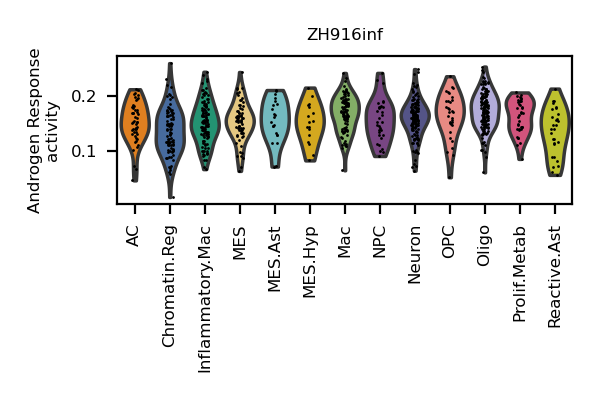 ZH916inf
Androgen Response
activity
0.2
0.1
AC
Chromatin.Reg
Inflammatory.Mac
MES
MES.Ast
MES.Hyp
Mac
NPC
Neuron
OPC
Oligo
Prolif.Metab
Reactive.Ast